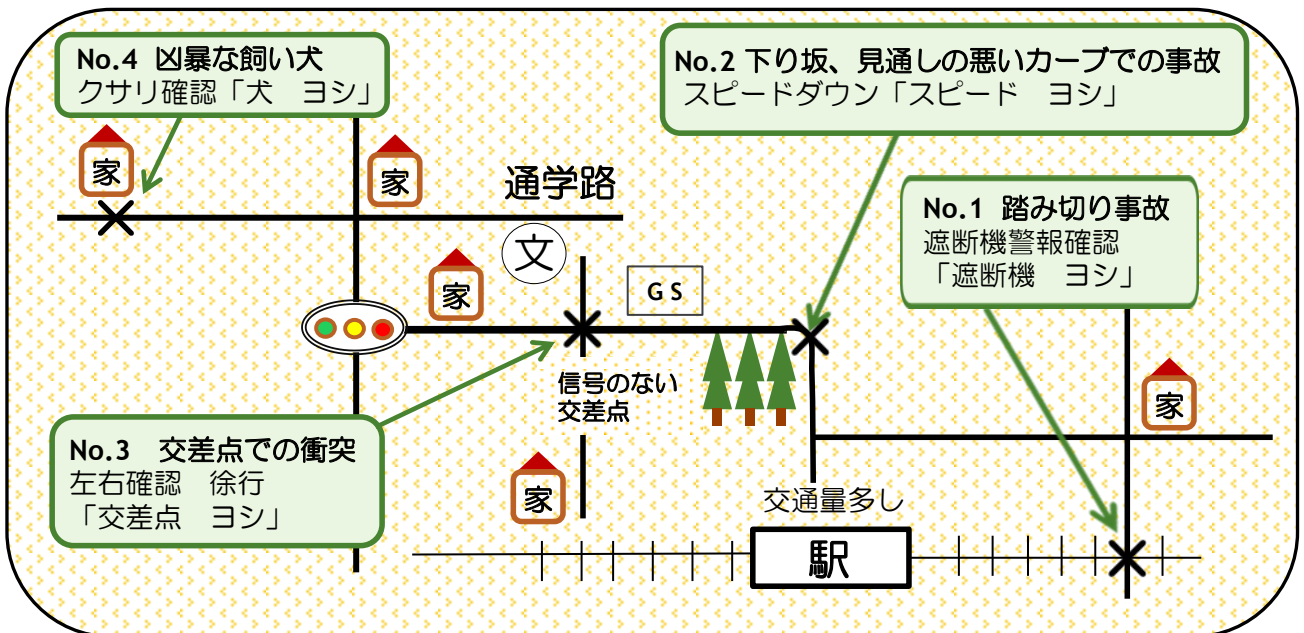 No.4 凶暴な飼い犬
クサリ確認「犬　ヨシ」
No.2 下り坂、見通しの悪いカーブでの事故
スピードダウン「スピード　ヨシ」
家
家
通学路
No.1 踏み切り事故
遮断機警報確認
「遮断機　ヨシ」
文
家
GS
信号のない
交差点
家
No.3　交差点での衝突
左右確認　徐行
「交差点　ヨシ」
家
交通量多し
駅